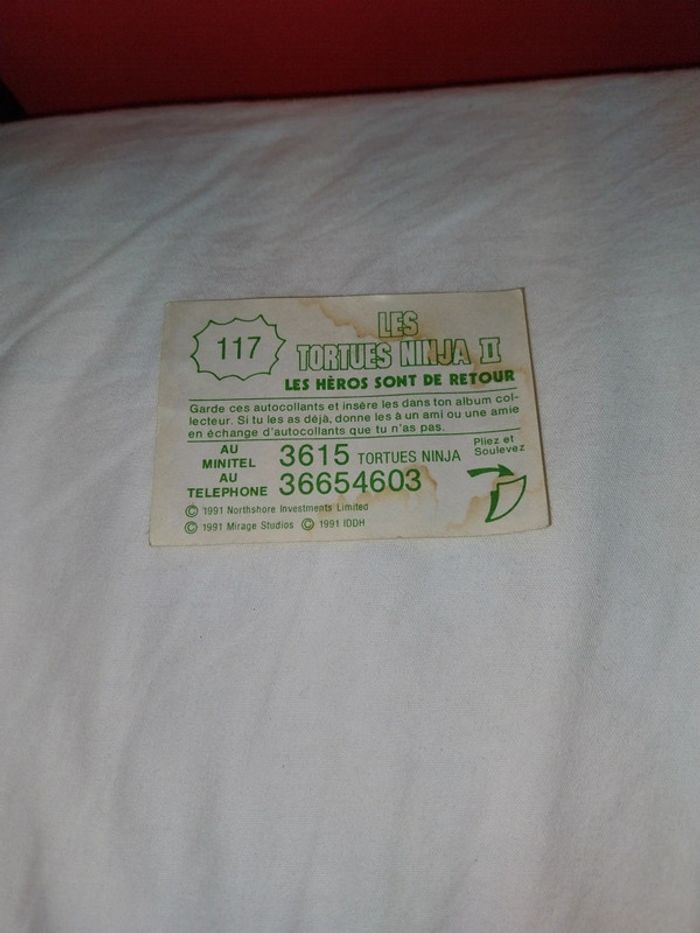 117
LES
TORTUES NINJA II
LES HÈROS SONT DE RETOUR
Garde ces autocollants et insère les dans ton album col-
lecteur. Si tu les as déjà, donne les à un ami ou une amie
en échange d'autocollants que tu n'as pas.
AU
MINITEL 3615 TORTUES NINJA
AU
TELEPHONE 36654603
Pliez et
Soulevez
© 1991 Northshore Investments Limited
© 1991 Mirage Studios © 1991 IDDH